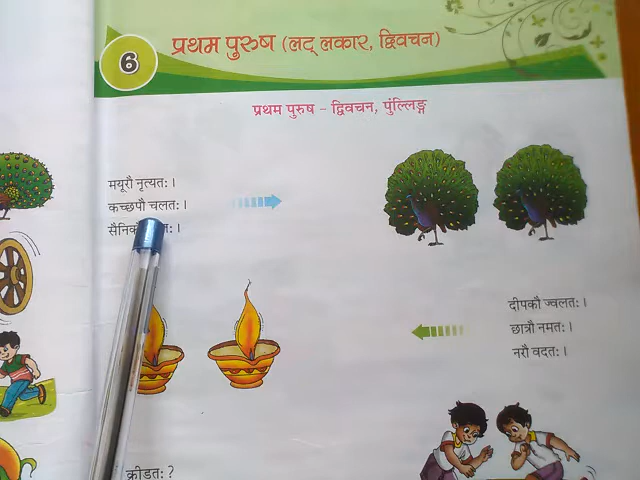 6
प्रथम पुरुष (लट् लकार, द्विवचन)
प्रथम पुरुष – द्विवचन, पुंल्लिङ्ग
मयूरौ नृत्यतः ।
कच्छपौ चलतः ।
दीपकौ ज्वलतः ।
छात्रौ नमतः ।
नरौ वदतः ।
क्रीडतः ?